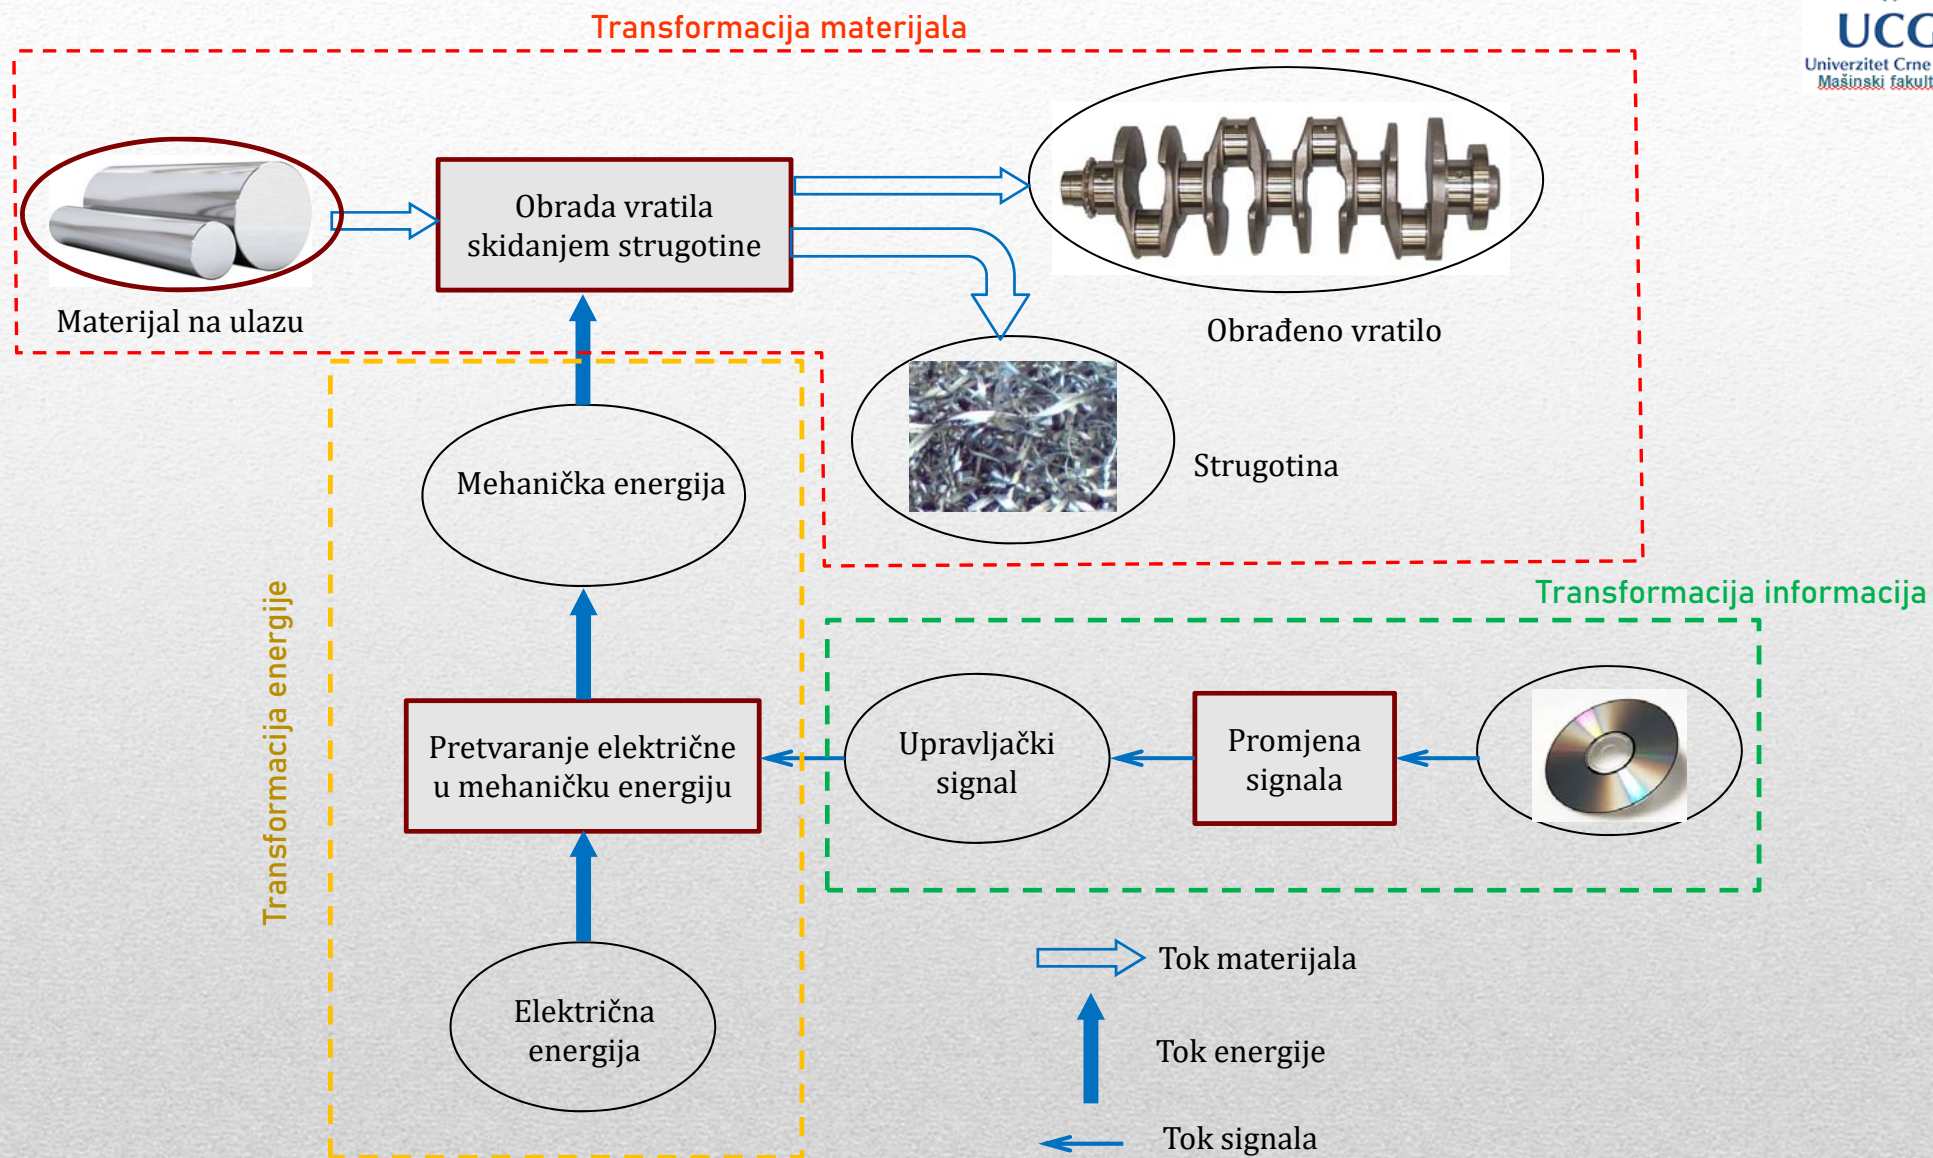 Transformacija materijala
UCG
Univerzitet Crne
Mašinski fakult
Obrada vratila
skidanjem strugotine
Materijal na ulazu
Obrađeno vratilo
Strugotina
Mehanička energija
Transformacija energije
Transformacija informacija
Pretvaranje električne
u mehaničku energiju
Upravljački
signal
Promjena
signala
Električna
energija
Tok materijala
Tok energije
Tok signala